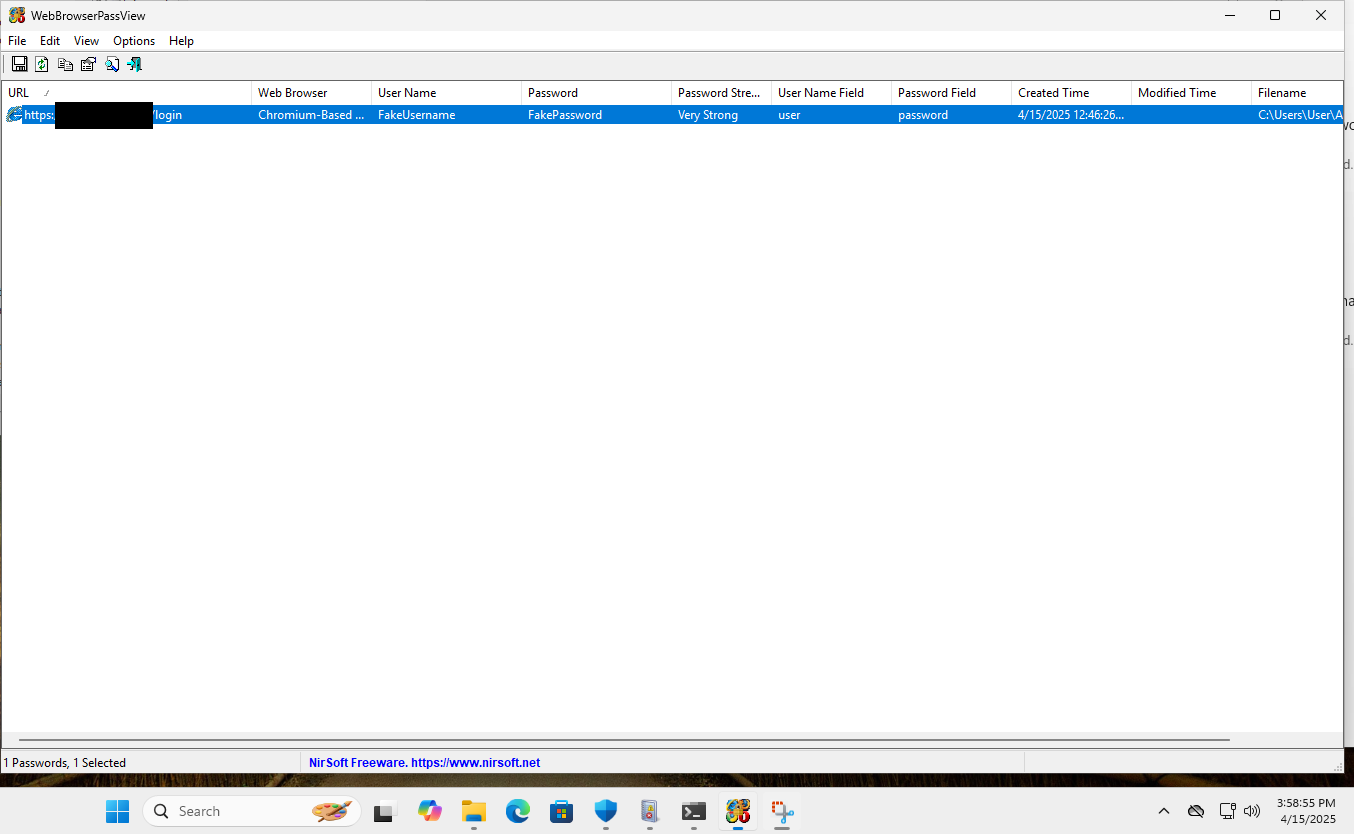 WebBrowserPassView
File Edit View Options Help
URL Web Browser User Name Password Password Stre... User Name Field Password Field Created Time Modified Time Filename
https: /login Chromium-Based ... FakeUsername FakePassword Very Strong user password 4/15/2025 12:46:26... C:\Users\User\A
1 Passwords, 1 Selected NirSoft Freeware. https://www.nirsoft.net
Search
3:58:55 PM
4/15/2025